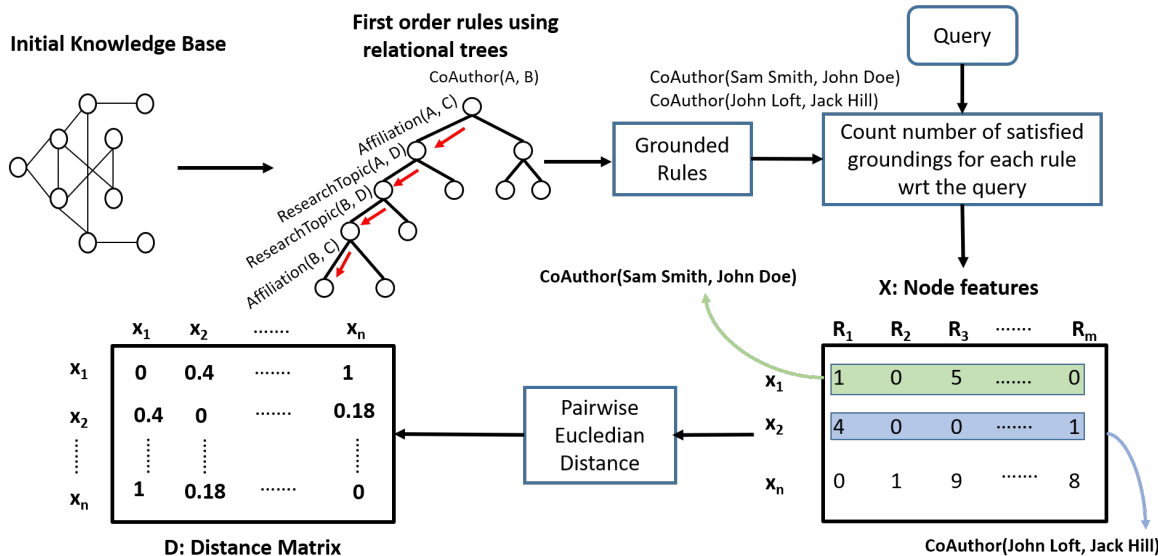 Initial Knowledge Base
First order rules using
relational trees
CoAuthor(A, B)
Affiliation(A, C)
ResearchTopic(A, D)
ResearchTopic(B, D)
Affiliation(B, C)
Grounded
Rules
CoAuthor(Sam Smith, John Doe)
CoAuthor(John Loft, Jack Hill)
Query
Count number of satisfied
groundings for each rule
wrt the query
CoAuthor(Sam Smith, John Doe)
X: Node features
R1 R2 R3 ....... Rm
x1 1 0 5 ....... 0
x2 4 0 0 ....... 1
xn 0 1 9 ....... 8
CoAuthor(John Loft, Jack Hill)
Pairwise
Eucledian
Distance
x1 x2 ....... xn
x1 0 0.4 ....... 1
x2 0.4 0 ....... 0.18
....... ....... ....... .......
xn 1 0.18 ....... 0
D: Distance Matrix